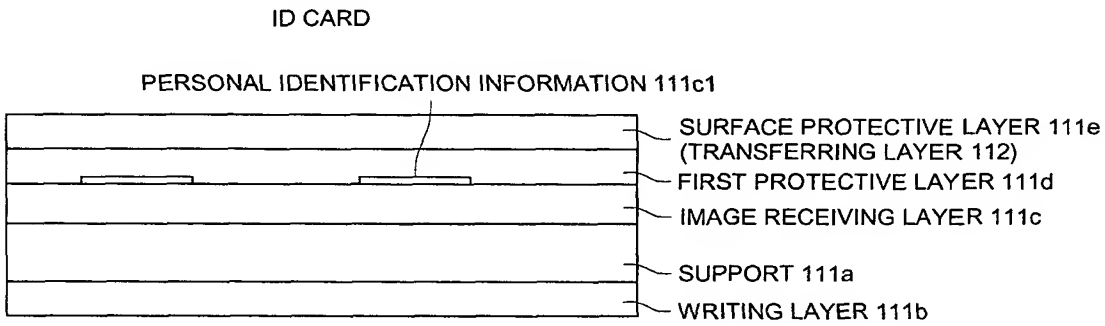 ID CARD
PERSONAL IDENTIFICATION INFORMATION 111c1
SURFACE PROTECTIVE LAYER 111e
(TRANSFERRING LAYER 112)
FIRST PROTECTIVE LAYER 111d
IMAGE RECEIVING LAYER 111c
SUPPORT 111a
WRITING LAYER 111b